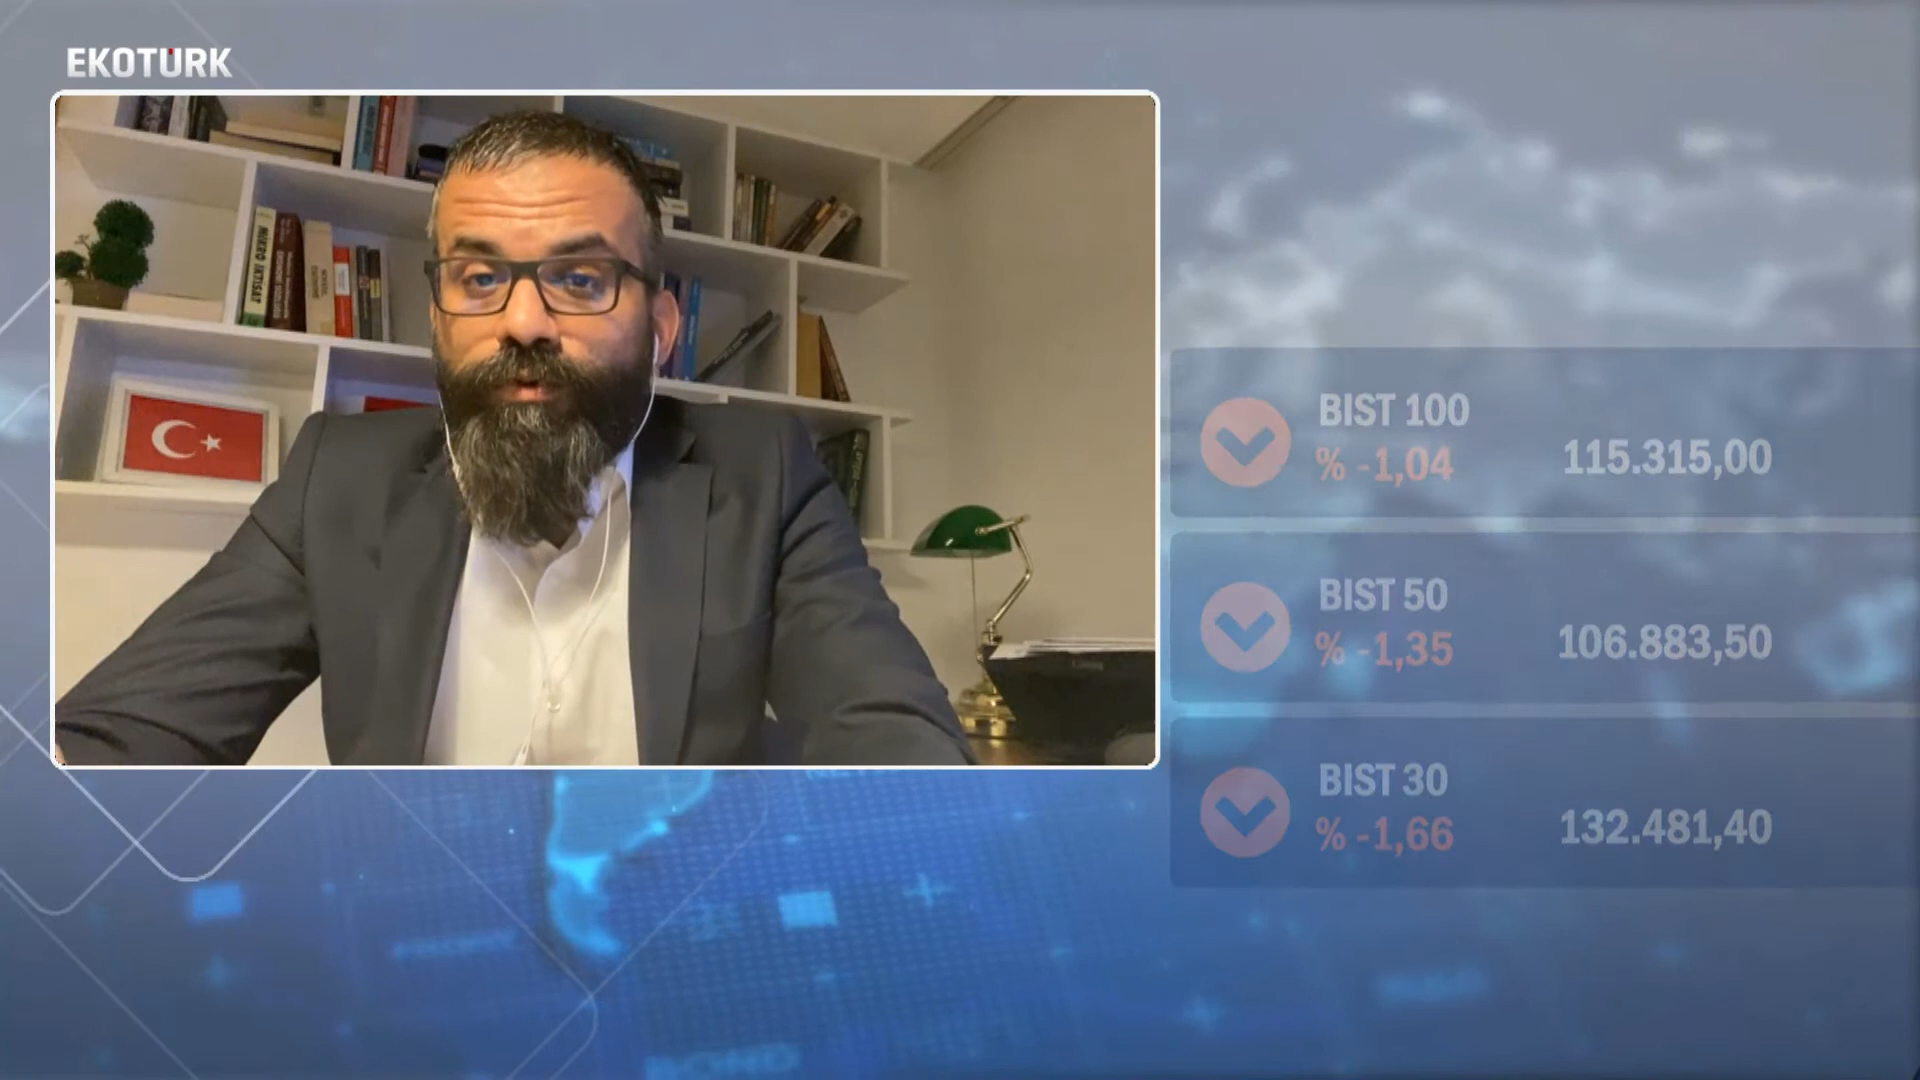 EKOTÜRK
MİKRO İKTİSAT
BIST 100
% -1,04
115.315,00
BIST 50
% -1,35
106.883,50
BIST 30
% -1,66
132.481,40